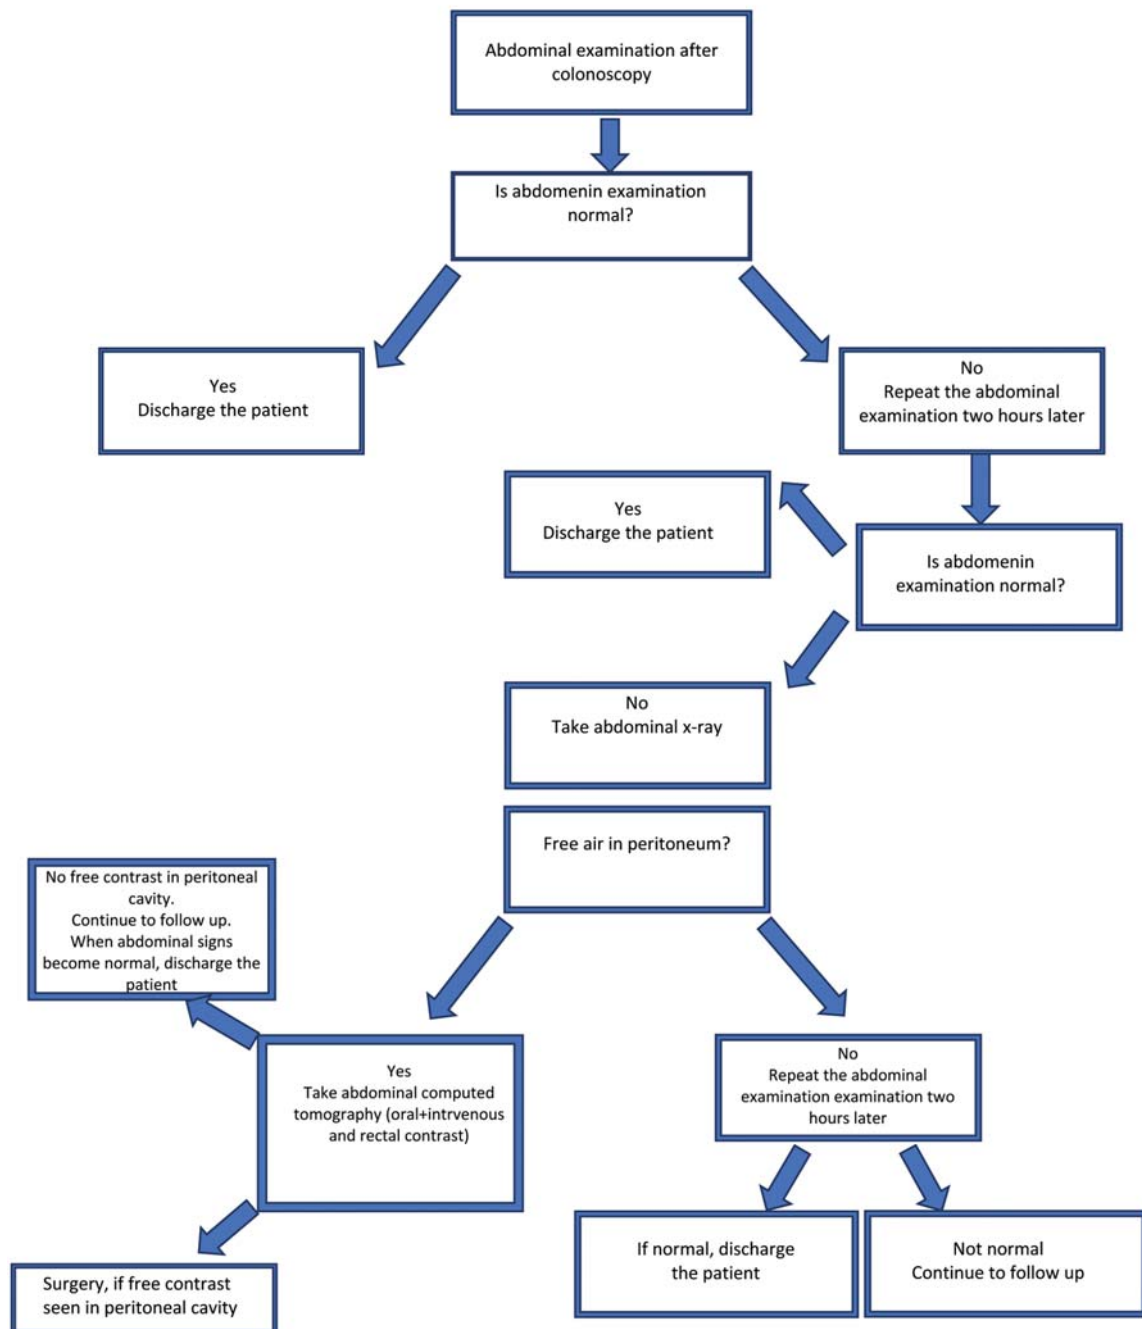 Abdominal examination after
colonoscopy
Is abdomenin examination
normal?
Yes
Discharge the patient
No
Repeat the abdominal
examination two hours later
Yes
Discharge the patient
Is abdomenin
examination normal?
No
Take abdominal x-ray
Free air in peritoneum?
No free contrast in peritoneal
cavity.
Continue to follow up.
When abdominal signs
become normal, discharge the
patient
Yes
Take abdominal computed
tomography (oral+intrvenous
and rectal contrast)
No
Repeat the abdominal
examination examination two
hours later
Surgery, if free contrast
seen in peritoneal cavity
If normal, discharge
the patient
Not normal
Continue to follow up